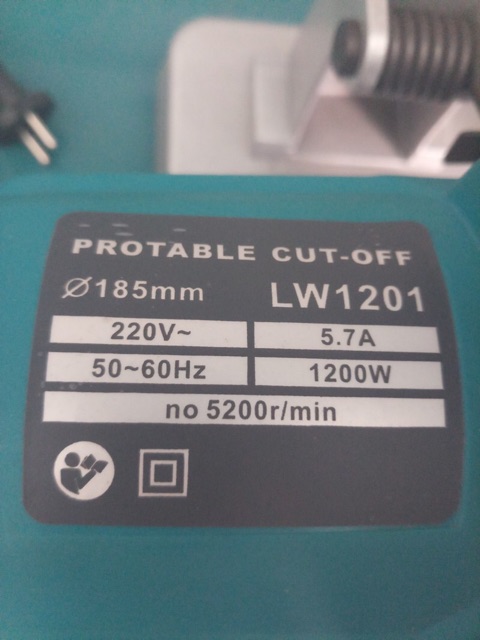 PROTABLE CUT-OFF
Ø185mm LW1201
220V~ 5.7A
50~60Hz 1200W
no 5200r/min